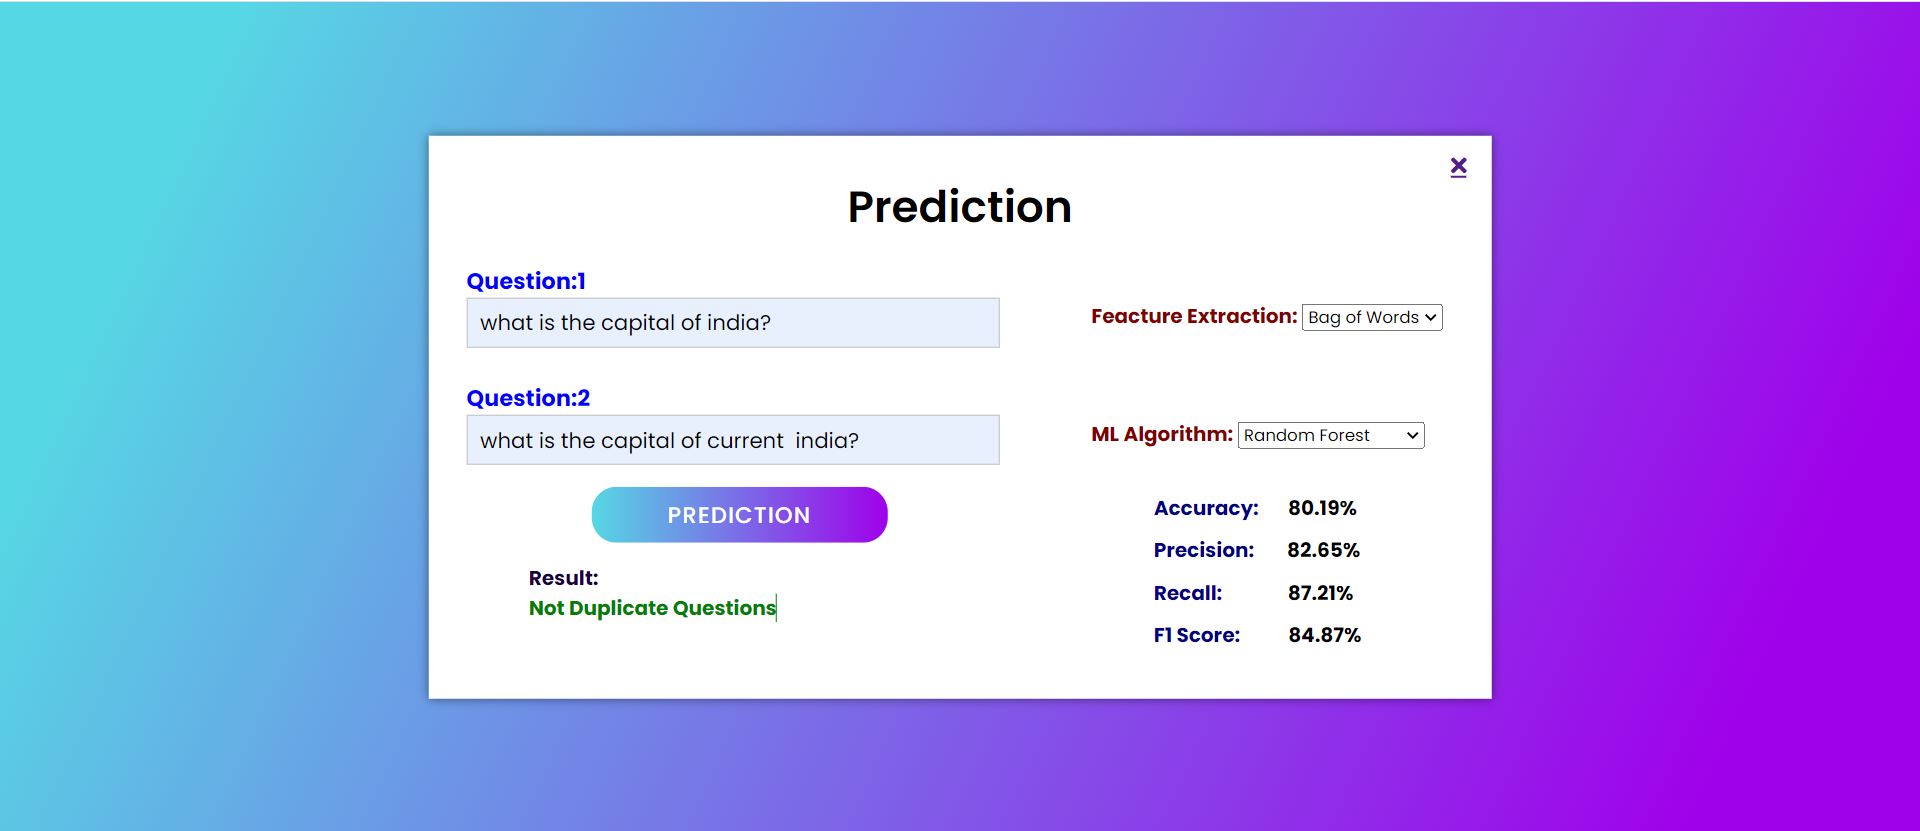 ×
Prediction
Question:1
what is the capital of india?
Feacture Extraction: Bag of Words
Question:2
what is the capital of current  india?
ML Algorithm: Random Forest
PREDICTION
Result:
Not Duplicate Questions
Accuracy: 80.19%
Precision: 82.65%
Recall: 87.21%
F1 Score: 84.87%